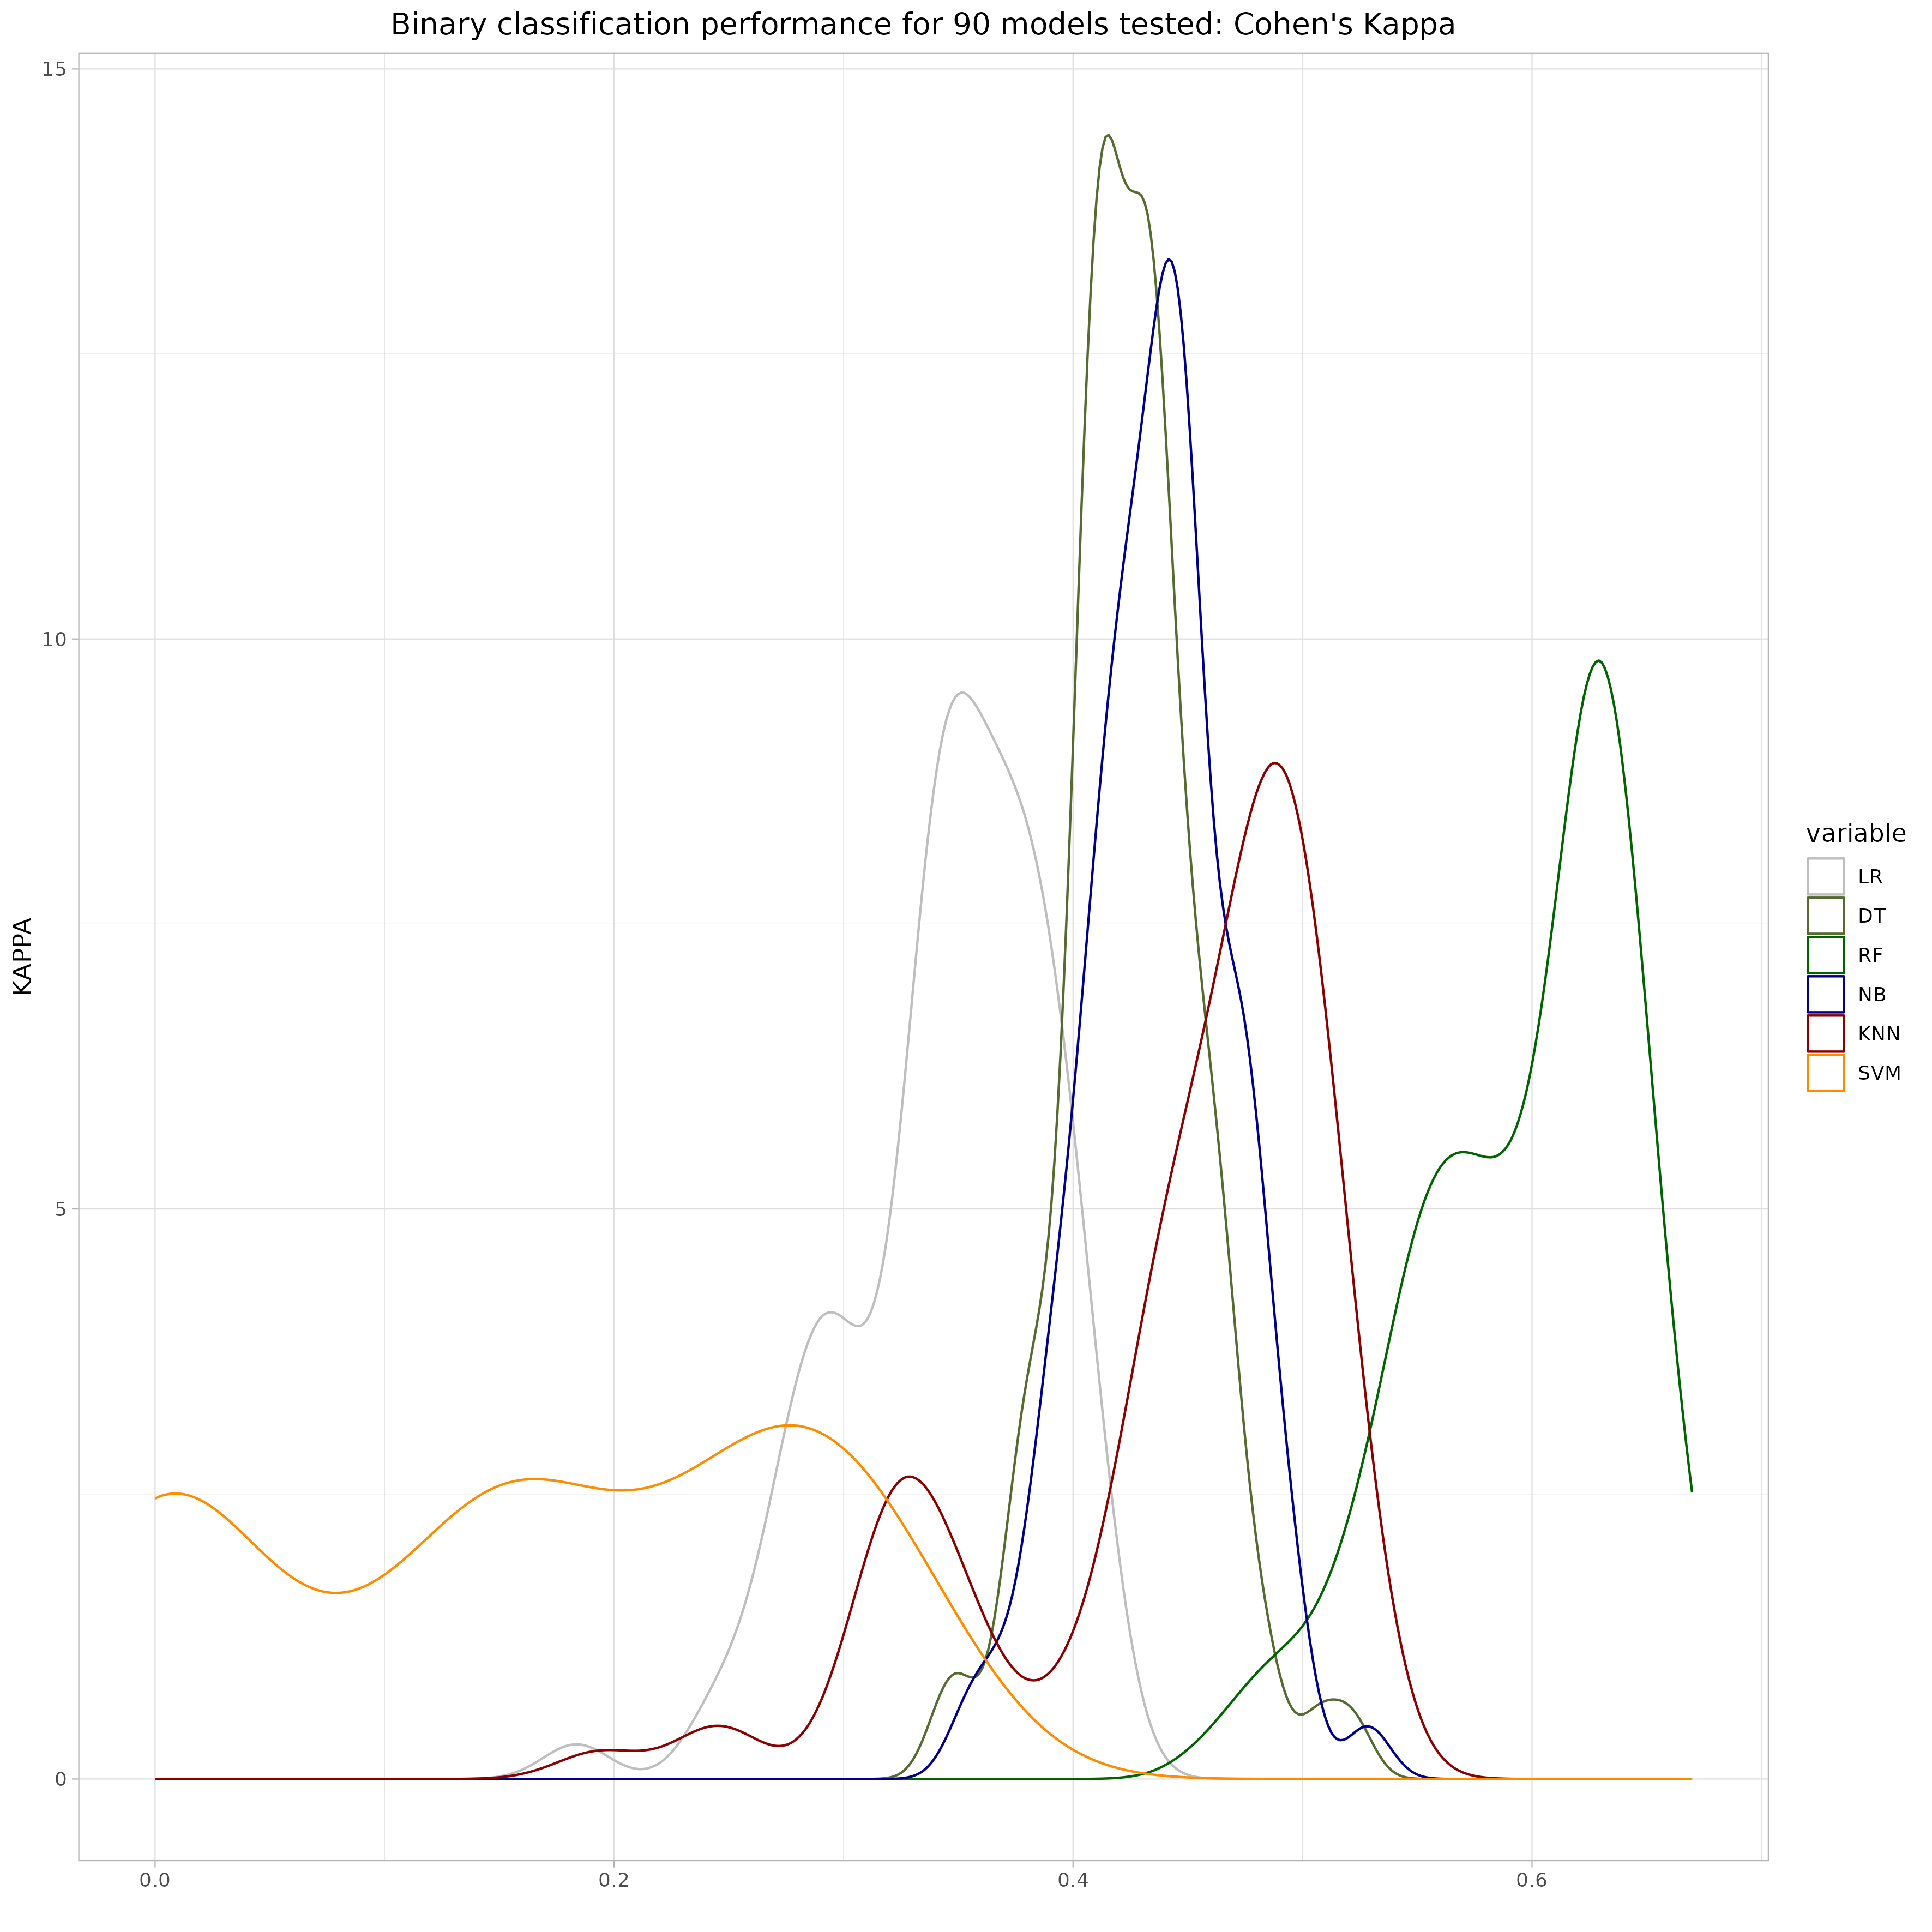 Binary classification performance for 90 models tested: Cohen's Kappa
15
10
5
0
KAPPA
0.0
0.2
0.4
0.6
variable
LR
DT
RF
NB
KNN
SVM